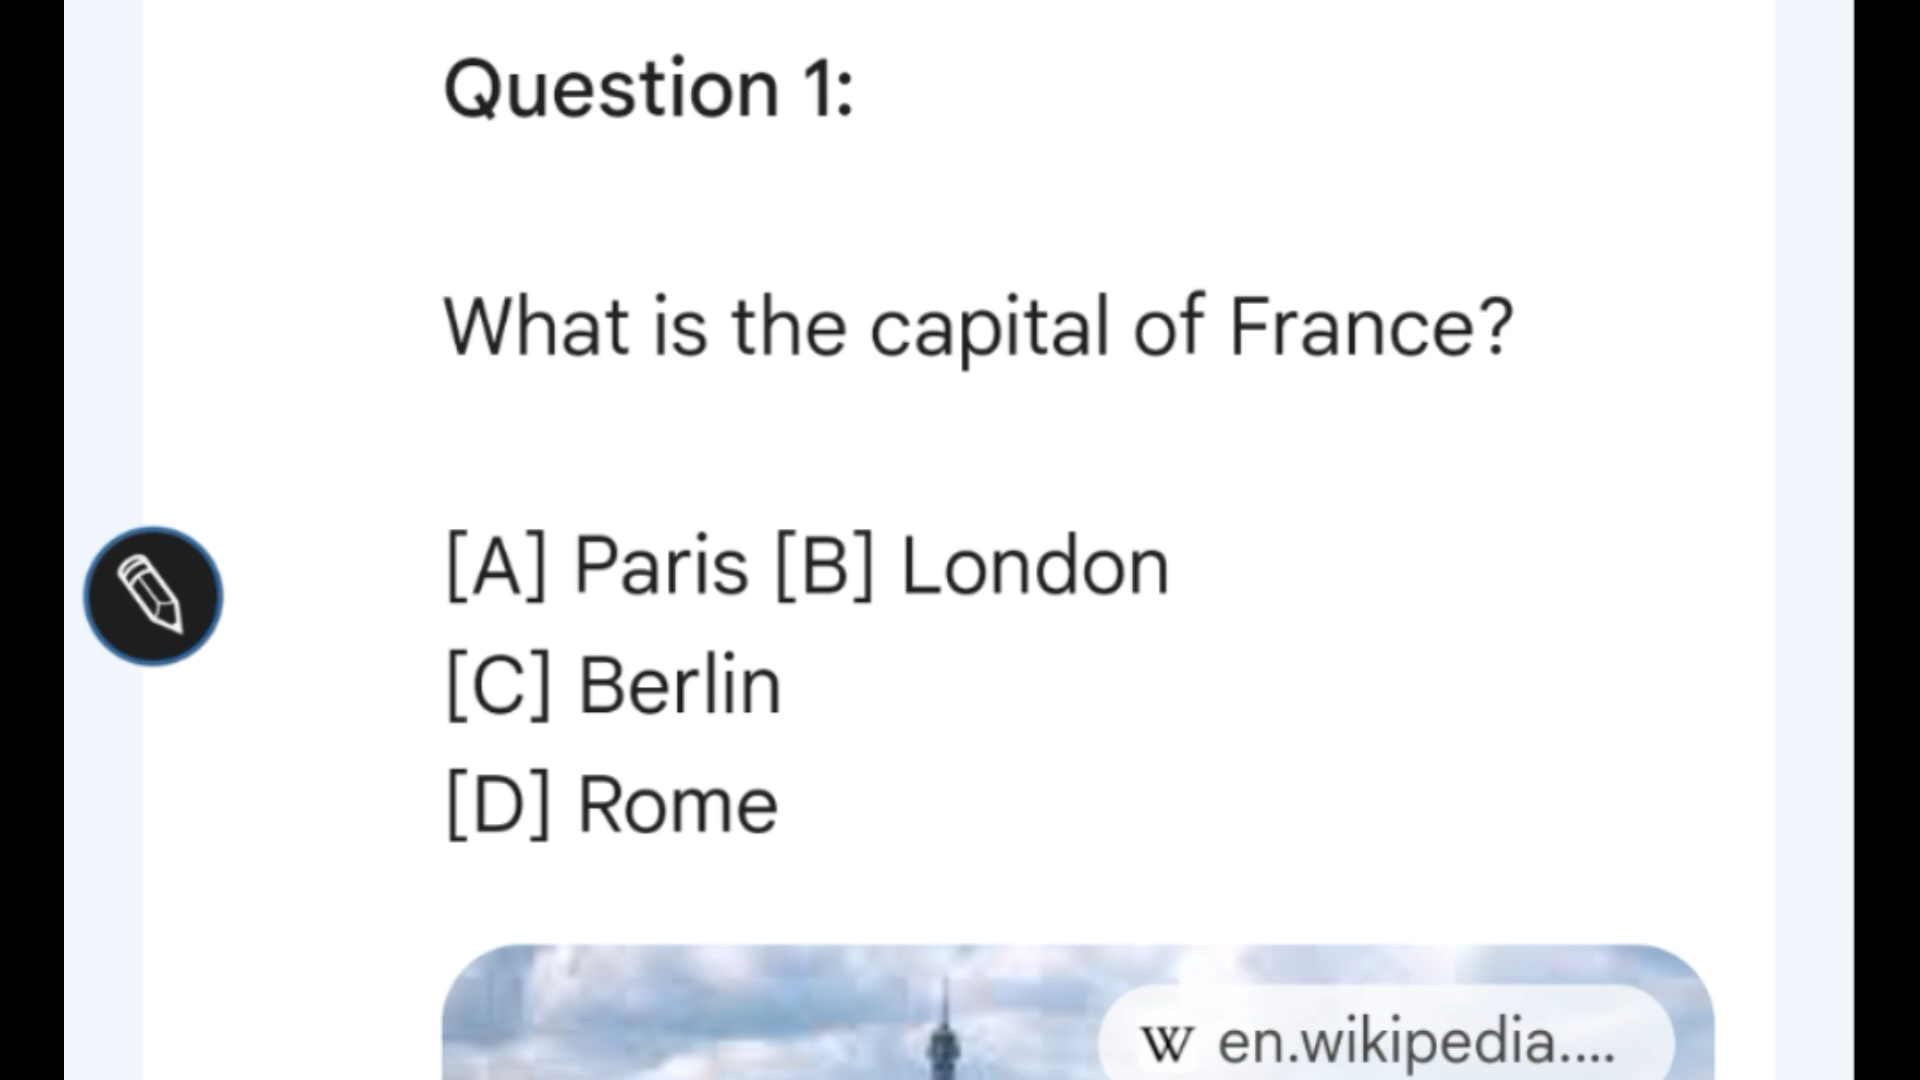 Question 1:
What is the capital of France?
[A] Paris [B] London
[C] Berlin
[D] Rome
W en.wikipedia....